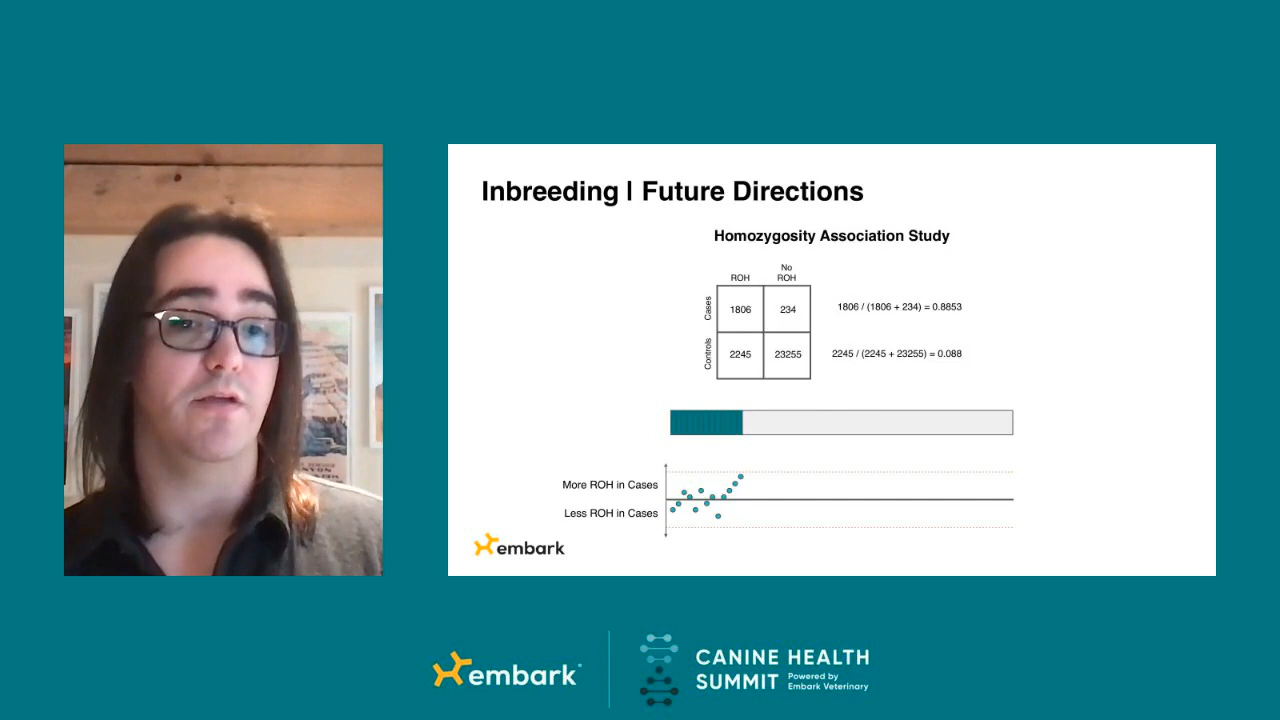 Inbreeding | Future Directions
Homozygosity Association Study
ROH
No
ROH
Cases
1806
234
1806 / (1806 + 234) = 0.8853
Controls
2245
23255
2245 / (2245 + 23255) = 0.088
More ROH in Cases
Less ROH in Cases
embark
embark
CANINE HEALTH
SUMMIT
Powered by
Embark Veterinary